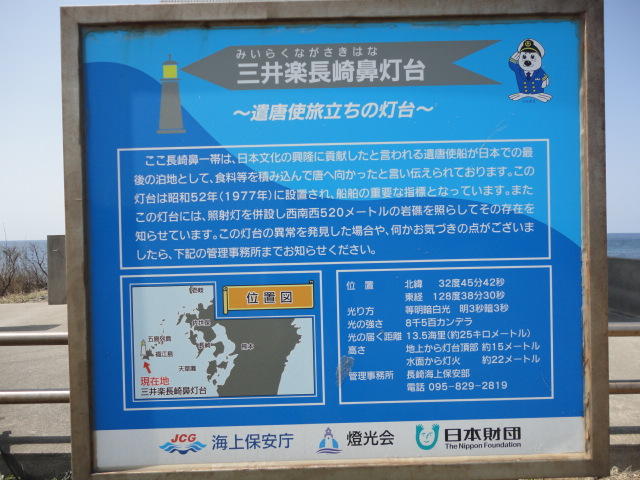 みいらくながさきはな
三井楽長崎鼻灯台
～遣唐使旅立ちの灯台～
ここ長崎鼻一帯は、日本文化の興隆に貢献したと言われる遣唐使船が日本での最
後の泊地として、食料等を積み込んで唐へ向かったと言い伝えられております。この
灯台は昭和52年（1977年）に設置され、船舶の重要な指標となっています。また
この灯台には、照射灯を併設し西南西520メートルの岩礁を照らしてその存在を
知らせています。この灯台の異常を発見した場合や、何かお気づきの点がございま
したら、下記の管理事務所までお知らせください。
位置図
壱岐
佐世保
五島列島
長崎
熊本
福江島
天草灘
現在地
三井楽長崎鼻灯台
位 置 北緯 32度45分42秒
東経 128度38分30秒
光り方 等明暗白光 明3秒暗3秒
光の強さ 8千5百カンデラ
光の届く距離 13.5海里（約25キロメートル）
高さ 地上から灯台頂部 約15メートル
水面から灯火 約22メートル
管理事務所 長崎海上保安部
電話 095-829-2819
JCG 海上保安庁
燈光会
日本財団
The Nippon Foundation